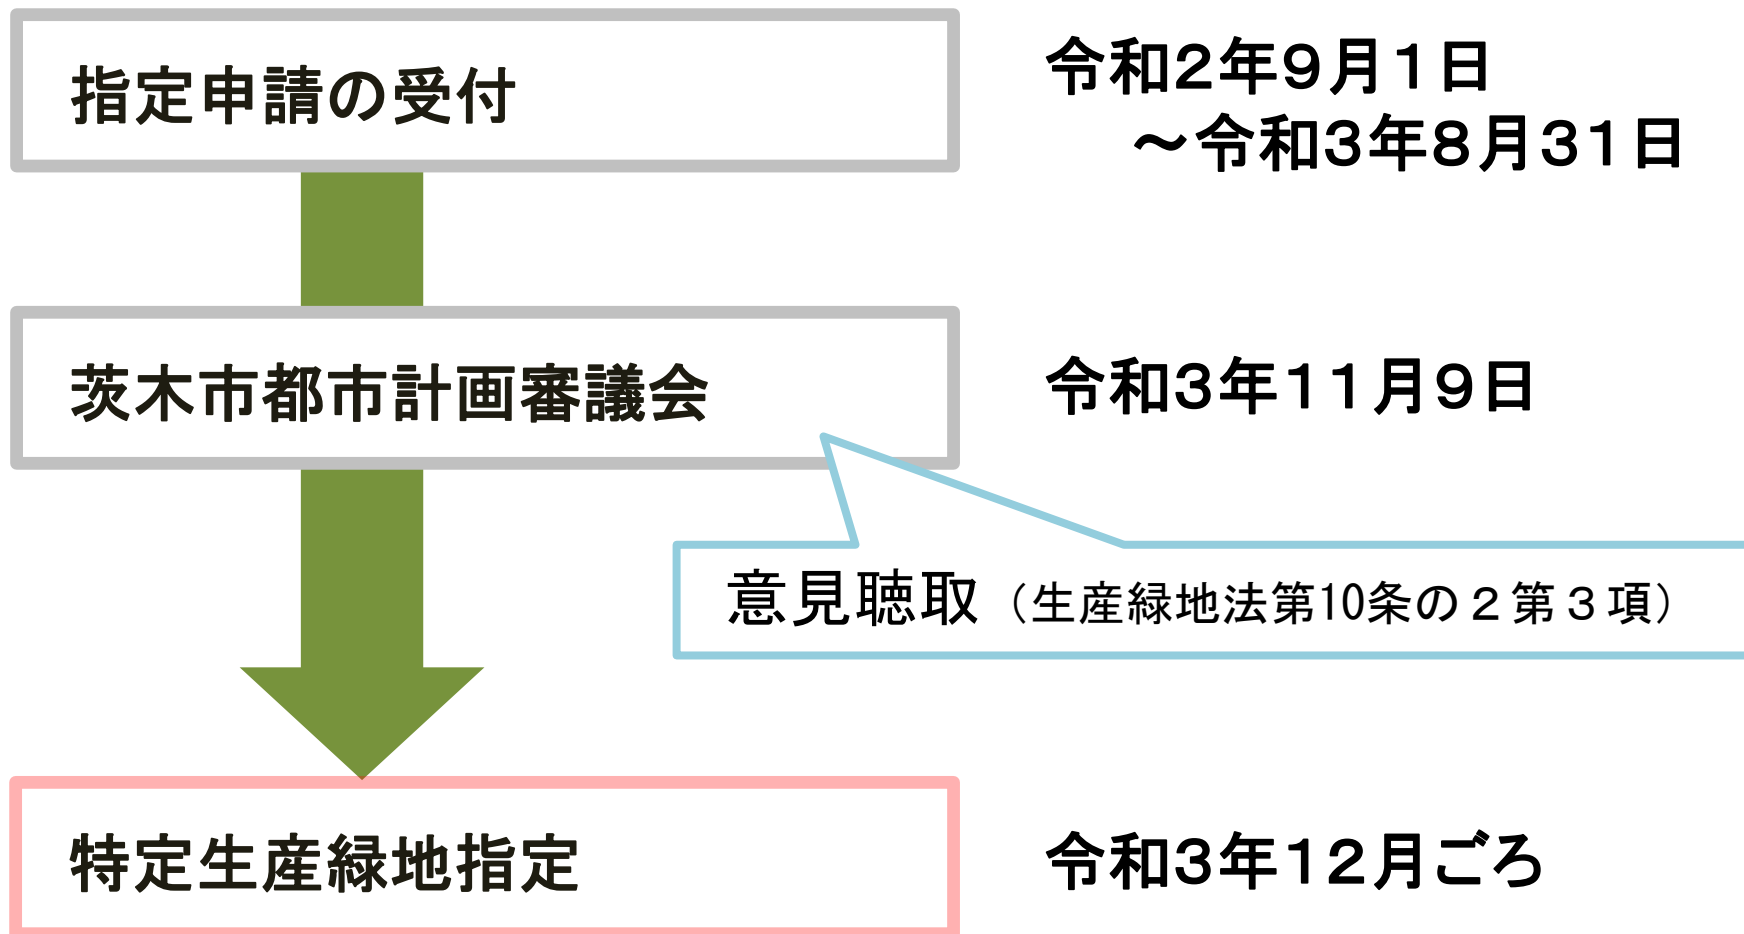 指定申請の受付
令和2年9月1日
～令和3年8月31日
茨木市都市計画審議会
令和3年11月9日
意見聴取（生産緑地法第10条の２第３項）
特定生産緑地指定
令和3年12月ごろ